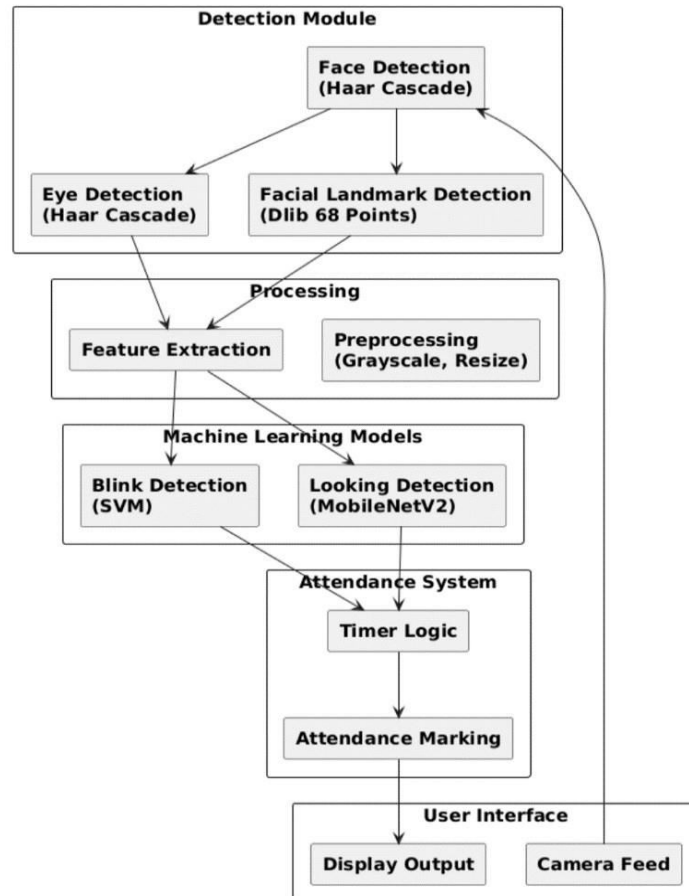 Detection Module
Face Detection
(Haar Cascade)
Eye Detection
(Haar Cascade)
Facial Landmark Detection
(Dlib 68 Points)
Processing
Feature Extraction
Preprocessing
(Grayscale, Resize)
Machine Learning Models
Blink Detection
(SVM)
Looking Detection
(MobileNetV2)
Attendance System
Timer Logic
Attendance Marking
User Interface
Display Output
Camera Feed